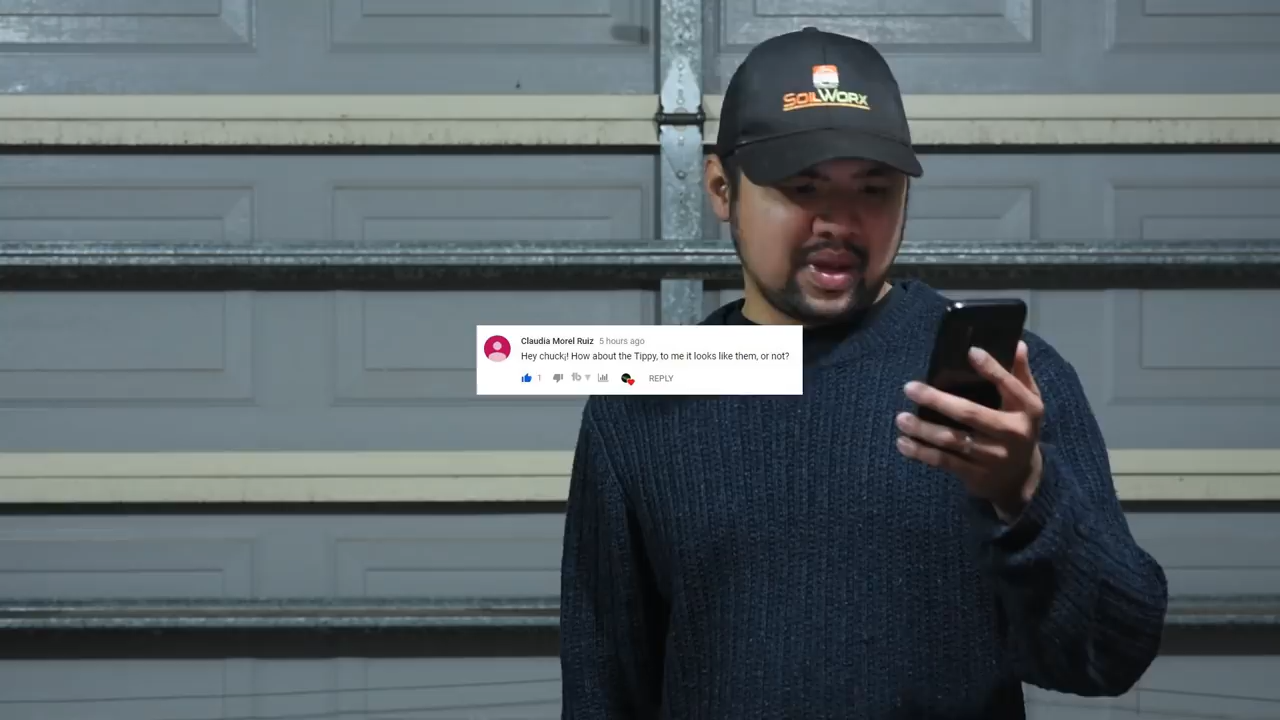 SOILWORX
Claudia Morel Ruiz 5 hours ago
Hey chuck¡! How about the Tippy, to me it looks like them, or not?
1
REPLY